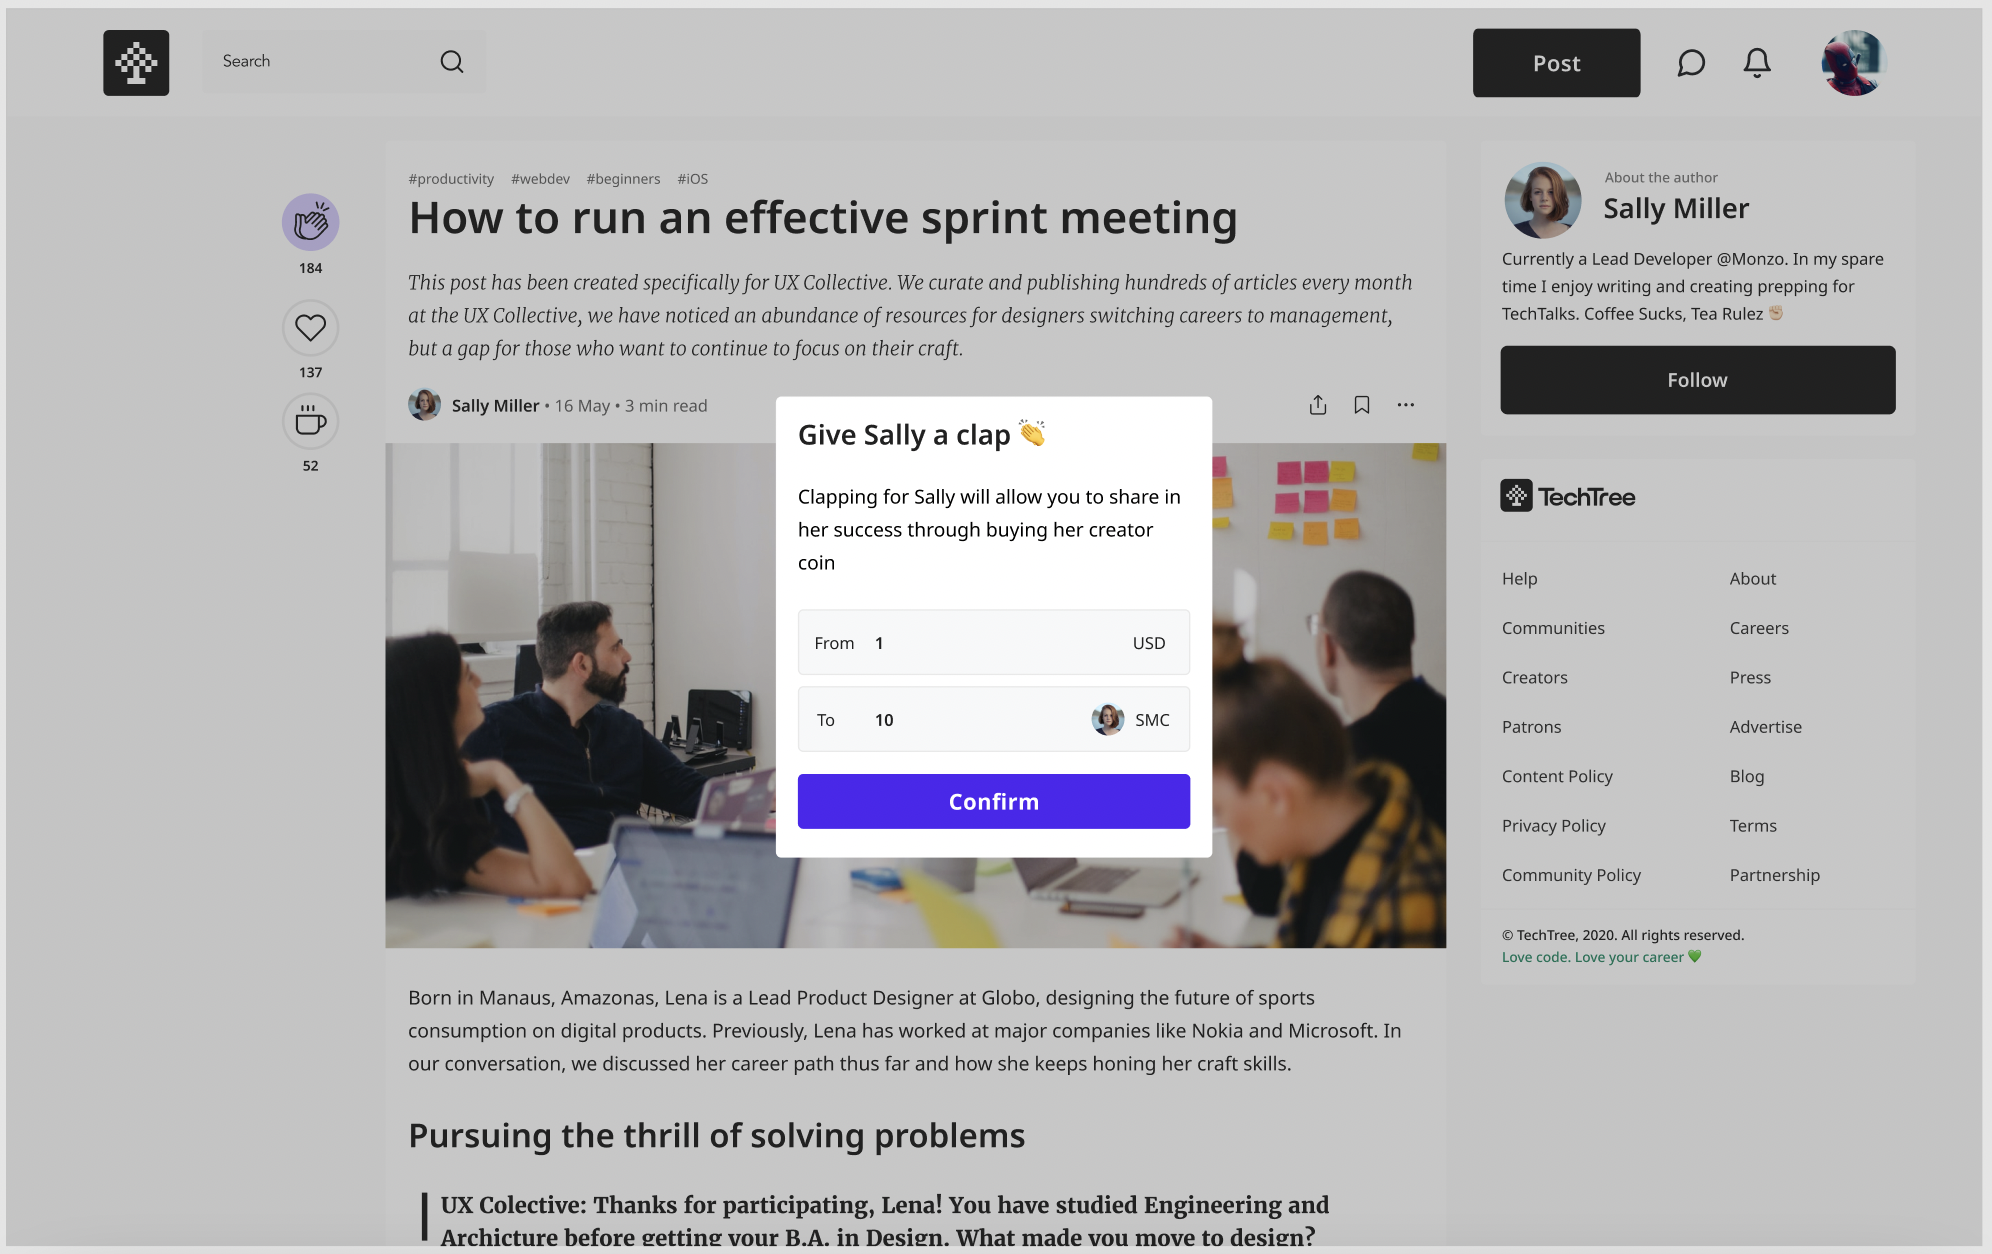 Search
Post
184
137
52
#productivity #webdev #beginners #iOS
How to run an effective sprint meeting
This post has been created specifically for UX Collective. We curate and publishing hundreds of articles every month
at the UX Collective, we have noticed an abundance of resources for designers switching careers to management,
but a gap for those who want to continue to focus on their craft.
Sally Miller • 16 May • 3 min read
Give Sally a clap 👏
Clapping for Sally will allow you to share in
her success through buying her creator
coin
From 1 USD
To 10 SMC
Confirm
Born in Manaus, Amazonas, Lena is a Lead Product Designer at Globo, designing the future of sports
consumption on digital products. Previously, Lena has worked at major companies like Nokia and Microsoft. In
our conversation, we discussed her career path thus far and how she keeps honing her craft skills.
Pursuing the thrill of solving problems
UX Colective: Thanks for participating, Lena! You have studied Engineering and
Archicture before getting your B.A. in Design. What made you move to design?
About the author
Sally Miller
Currently a Lead Developer @Monzo. In my spare
time I enjoy writing and creating prepping for
TechTalks. Coffee Sucks, Tea Rulez ✊🏻
Follow
TechTree
Help About
Communities Careers
Creators Press
Patrons Advertise
Content Policy Blog
Privacy Policy Terms
Community Policy Partnership
© TechTree, 2020. All rights reserved.
Love code. Love your career 💚